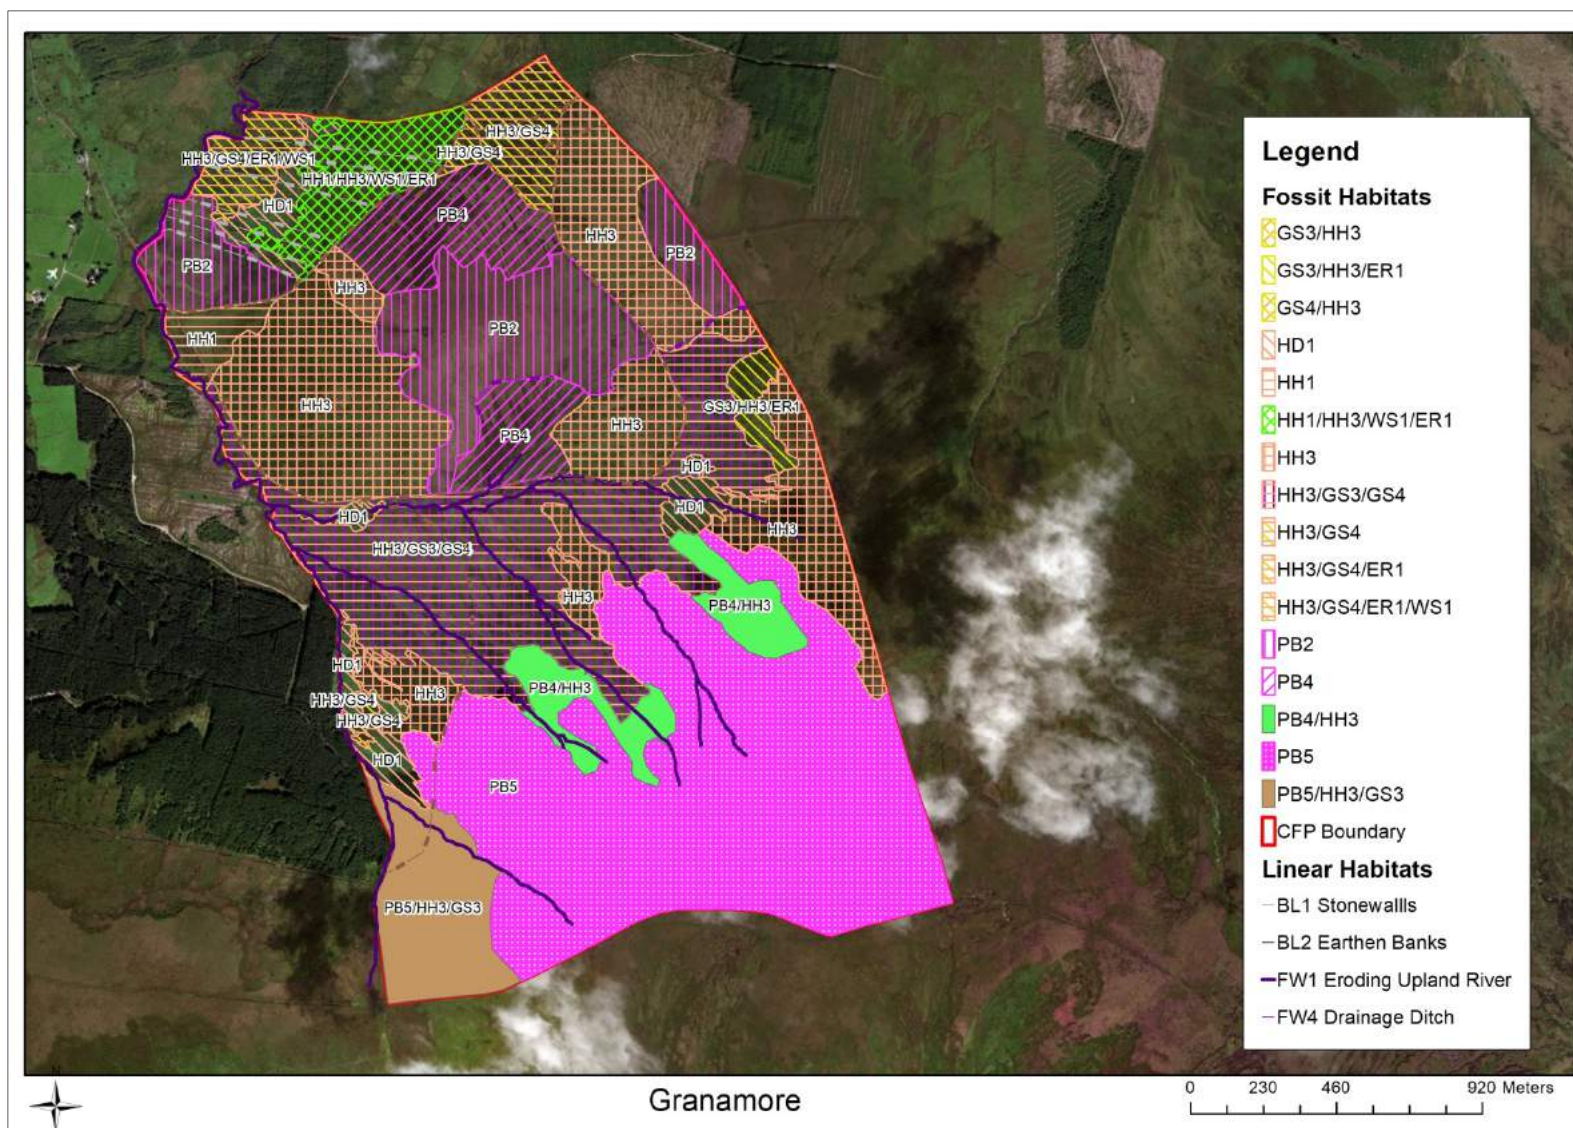 HH3/GS4
HH3/GS4
HH3/GS4/ER1/WS1
HH1/HH3/WS1/ER1
HD1
PB4
HH3
PB2
PB2
HH3
PB2
HH1
HH3
GS3/HH3/ER1
HH3
PB4
HD1
HD1
HD1
HH3
HH3/GS3/GS4
HH3
PB4/HH3
HD1
HH3
PB4/HH3
HH3/GS4
HH3/GS4
HD1
PB5
PB5/HH3/GS3
Legend
Fossit Habitats
GS3/HH3
GS3/HH3/ER1
GS4/HH3
HD1
HH1
HH1/HH3/WS1/ER1
HH3
HH3/GS3/GS4
HH3/GS4
HH3/GS4/ER1
HH3/GS4/ER1/WS1
PB2
PB4
PB4/HH3
PB5
PB5/HH3/GS3
CFP Boundary
Linear Habitats
BL1 Stonewallls
BL2 Earthen Banks
FW1 Eroding Upland River
FW4 Drainage Ditch
Granamore
0 230 460 920 Meters